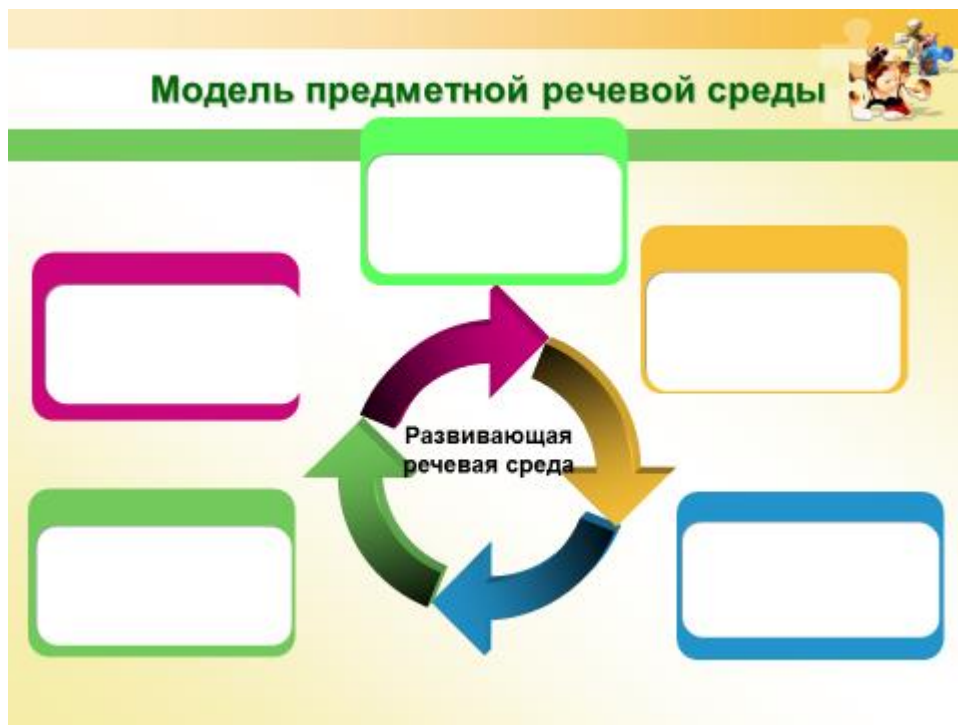 Модель предметной речевой среды
Развивающая
речевая среда